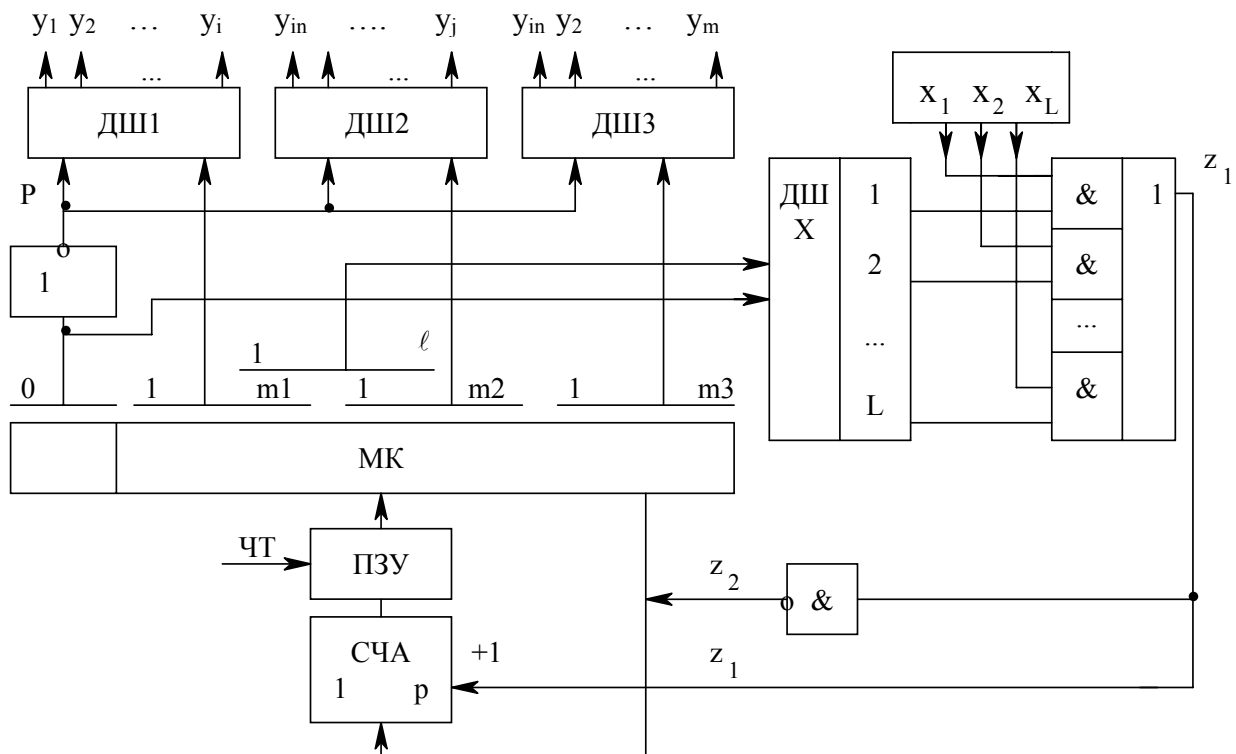 y1 y2 ... yi yin .... yj yin y2 ... ym
... ... ...
x1 x2 xL
ДШ1 ДШ2 ДШ3
z1
P
ДШ 1 & 1
X
1 2 &
... ...
1 ℓ
0 1 m1 1 m2 1 m3 L &
МК
ЧТ ПЗУ
z2 &
СЧА +1
1 p z1